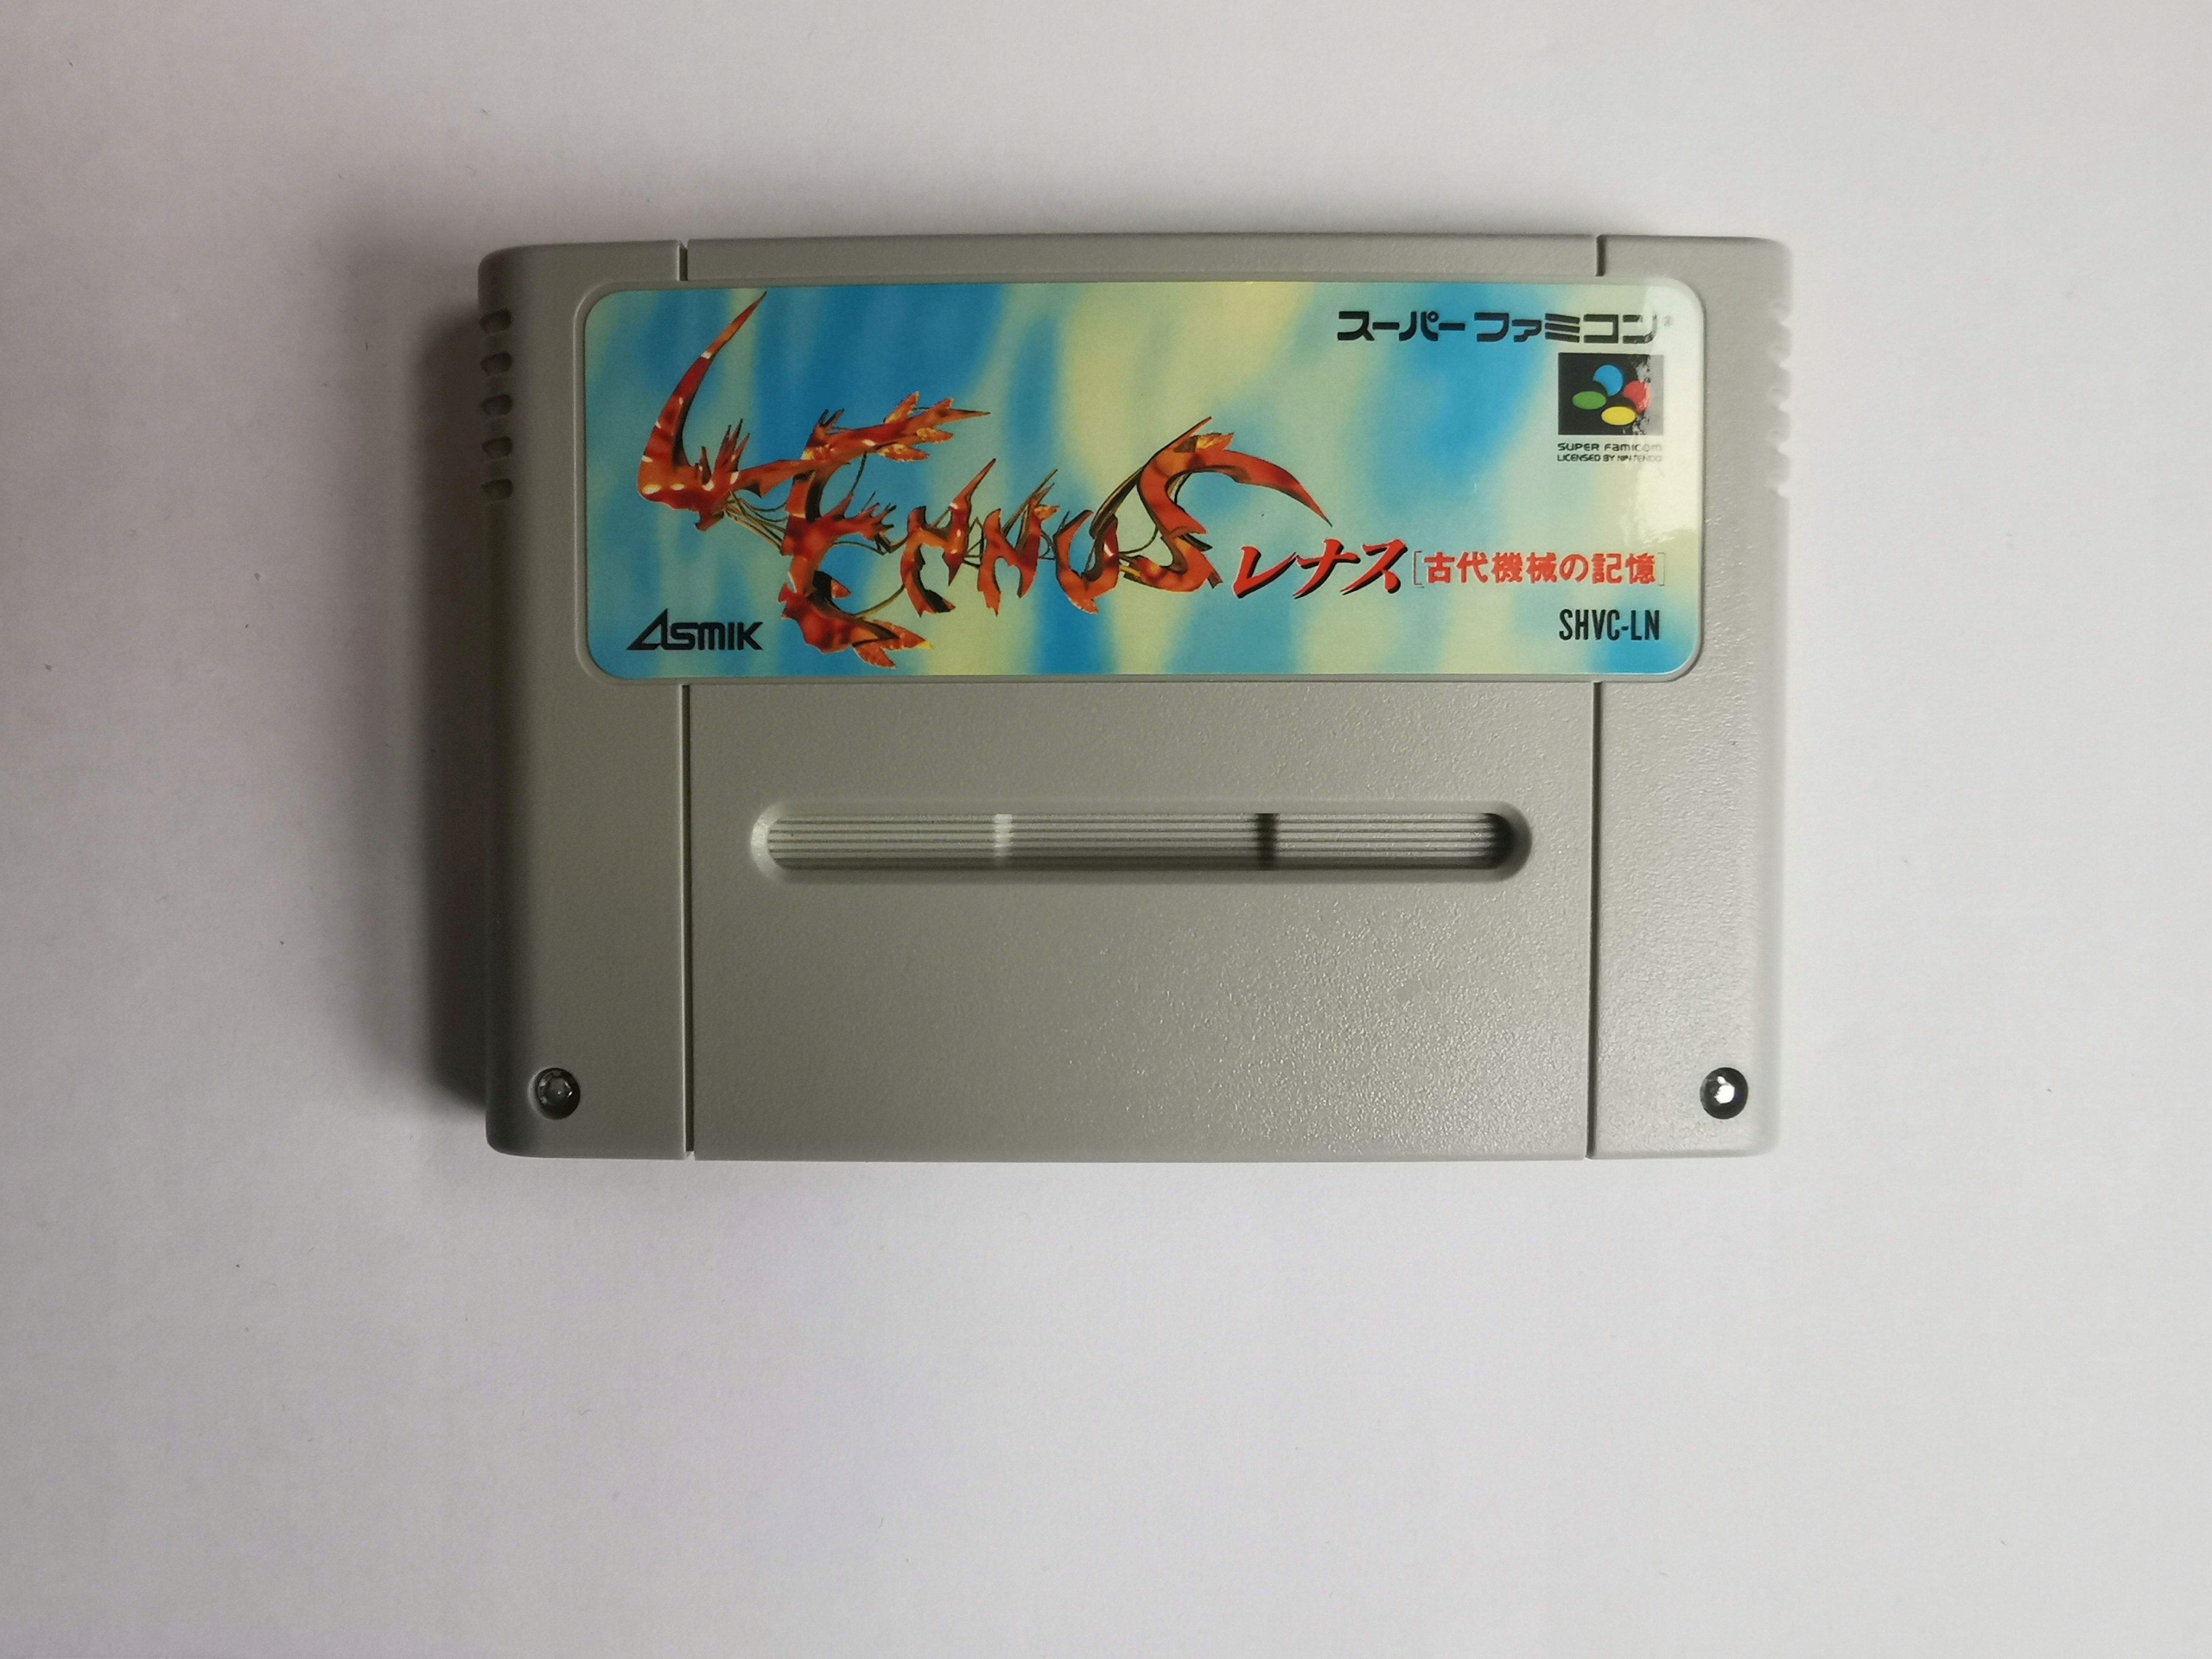 スーパーファミコン®
SUPER FAMICOM
LICENSED BY NINTENDO
LENNUS
レナス [古代機械の記憶]
ASMIK
SHVC-LN